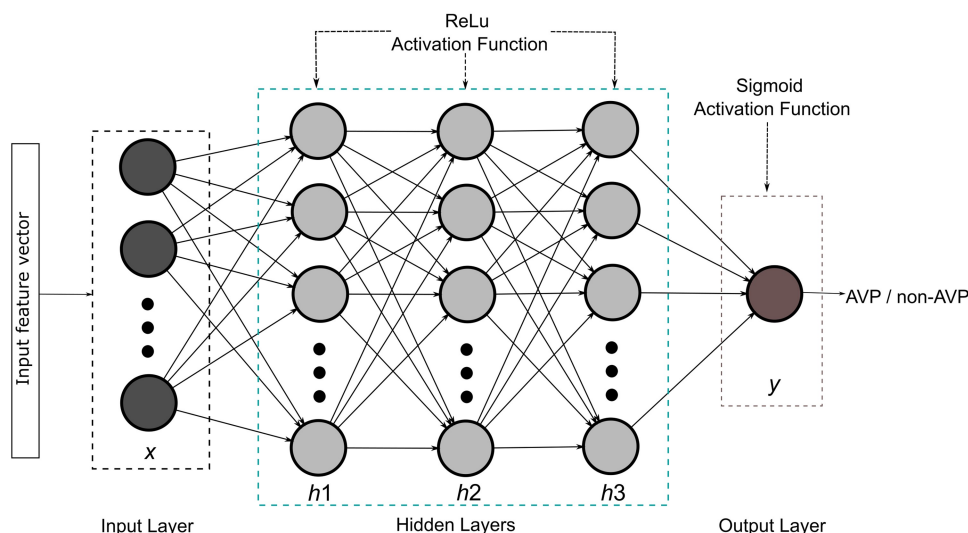 ReLu
Activation Function
Sigmoid
Activation Function
Input feature vector
AVP / non-AVP
x
h1
h2
h3
y
Input Layer
Hidden Layers
Output Layer